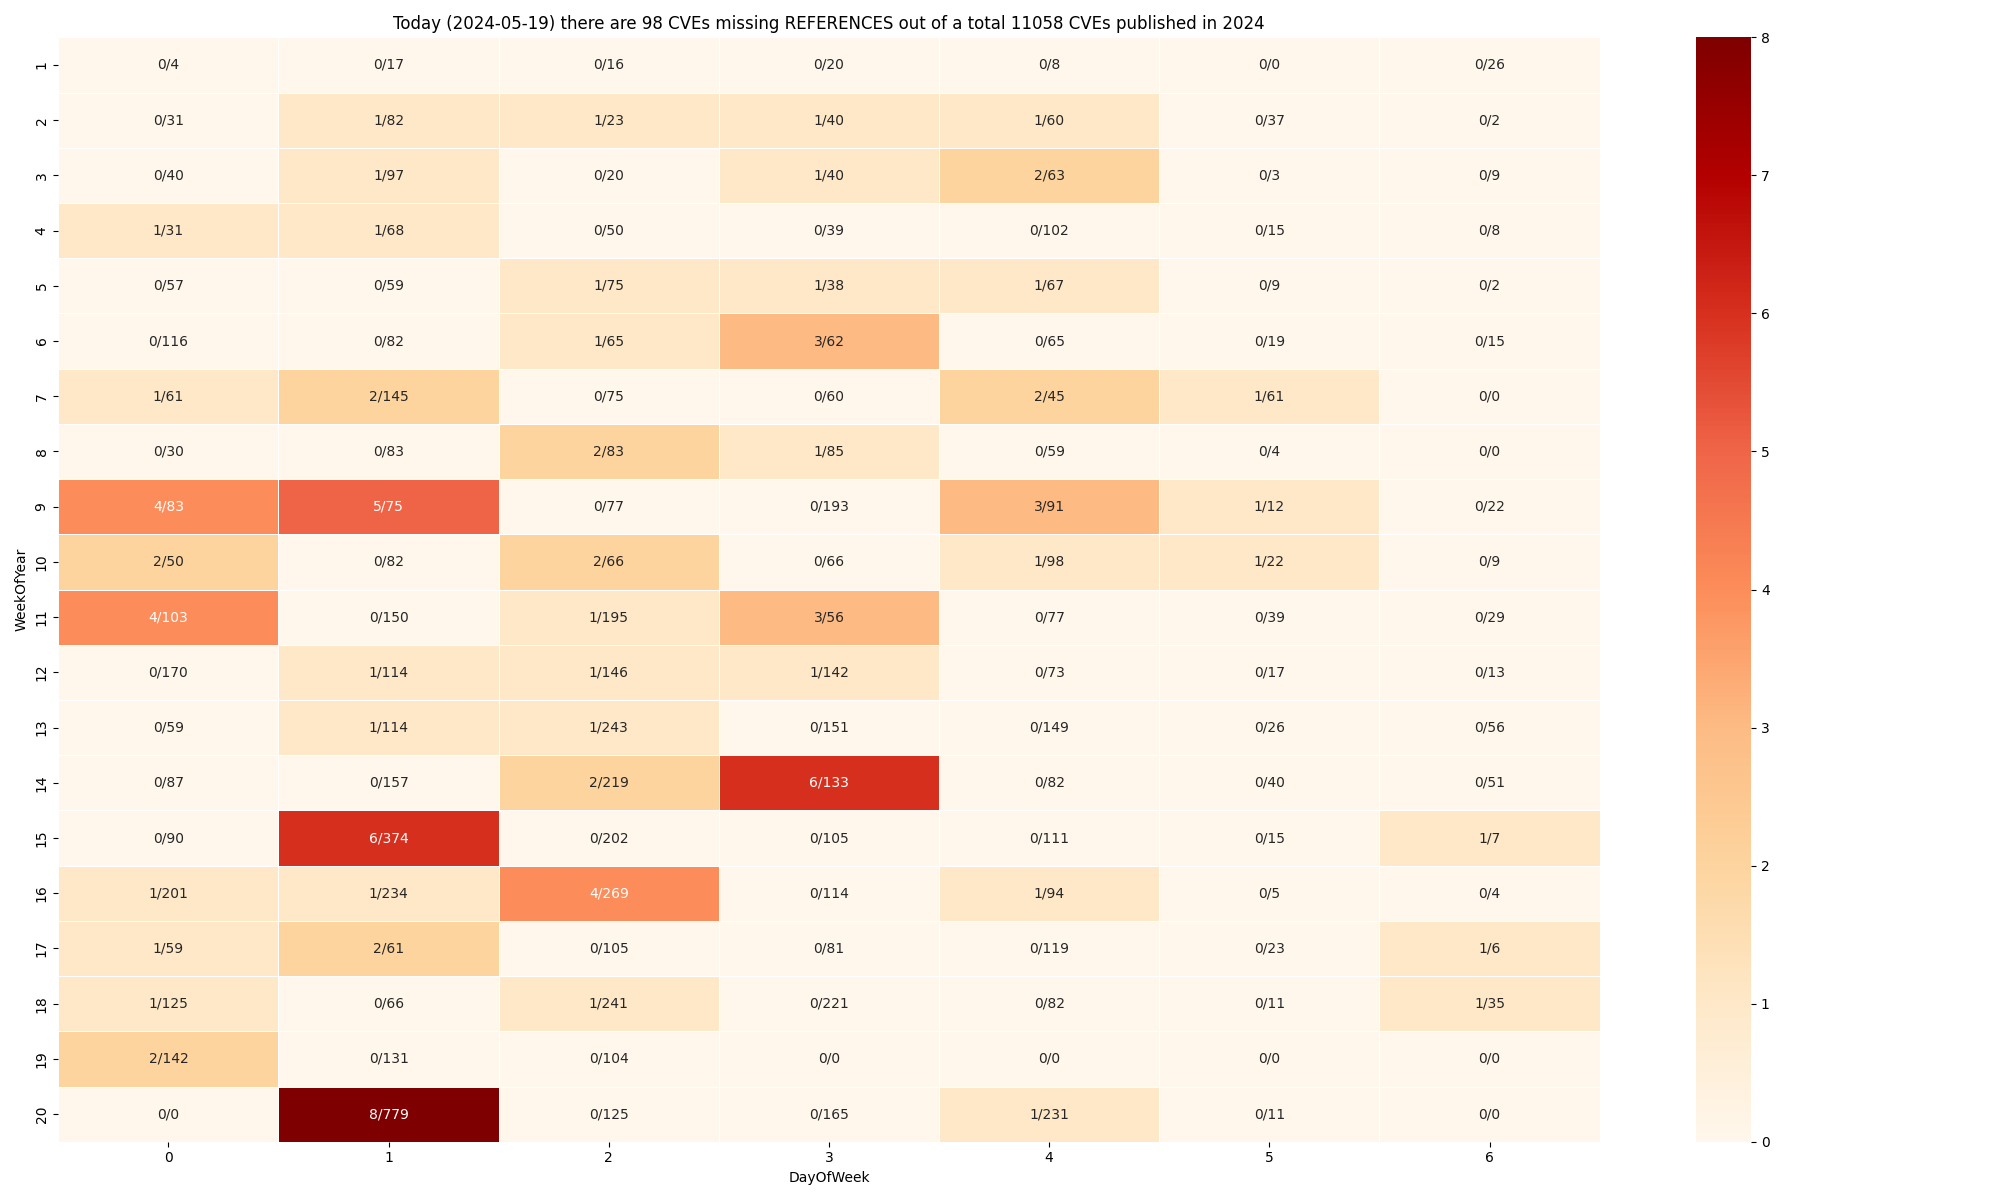 Today (2024-05-19) there are 98 CVEs missing REFERENCES out of a total 11058 CVEs published in 2024
1 0/4 0/17 0/16 0/20 0/8 0/0 0/26
2 0/31 1/82 1/23 1/40 1/60 0/37 0/2
3 0/40 1/97 0/20 1/40 2/63 0/3 0/9
4 1/31 1/68 0/50 0/39 0/102 0/15 0/8
5 0/57 0/59 1/75 1/38 1/67 0/9 0/2
6 0/116 0/82 1/65 3/62 0/65 0/19 0/15
7 1/61 2/145 0/75 0/60 2/45 1/61 0/0
8 0/30 0/83 2/83 1/85 0/59 0/4 0/0
9 4/83 5/75 0/77 0/193 3/91 1/12 0/22
10 2/50 0/82 2/66 0/66 1/98 1/22 0/9
11 4/103 0/150 1/195 3/56 0/77 0/39 0/29
12 0/170 1/114 1/146 1/142 0/73 0/17 0/13
13 0/59 1/114 1/243 0/151 0/149 0/26 0/56
14 0/87 0/157 2/219 6/133 0/82 0/40 0/51
15 0/90 6/374 0/202 0/105 0/111 0/15 1/7
16 1/201 1/234 4/269 0/114 1/94 0/5 0/4
17 1/59 2/61 0/105 0/81 0/119 0/23 1/6
18 1/125 0/66 1/241 0/221 0/82 0/11 1/35
19 2/142 0/131 0/104 0/0 0/0 0/0 0/0
20 0/0 8/779 0/125 0/165 1/231 0/11 0/0
0 1 2 3 4 5 6
DayOfWeek
WeekOfYear
8
7
6
5
4
3
2
1
0